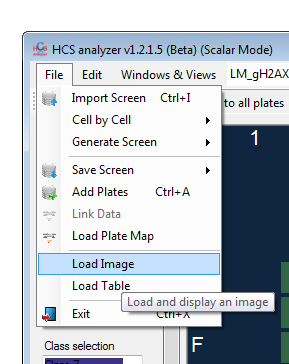 HCS analyzer v1.2.1.5 (Beta) (Scalar Mode)
File Edit Windows & Views LM_gH2AX
Import Screen Ctrl+I
to all plates
Cell by Cell
Generate Screen
1
Save Screen
Add Plates Ctrl+A
Link Data
Load Plate Map
Load Image
Load Table
Load and display an image
Exit Ctrl+X
Class selection
F